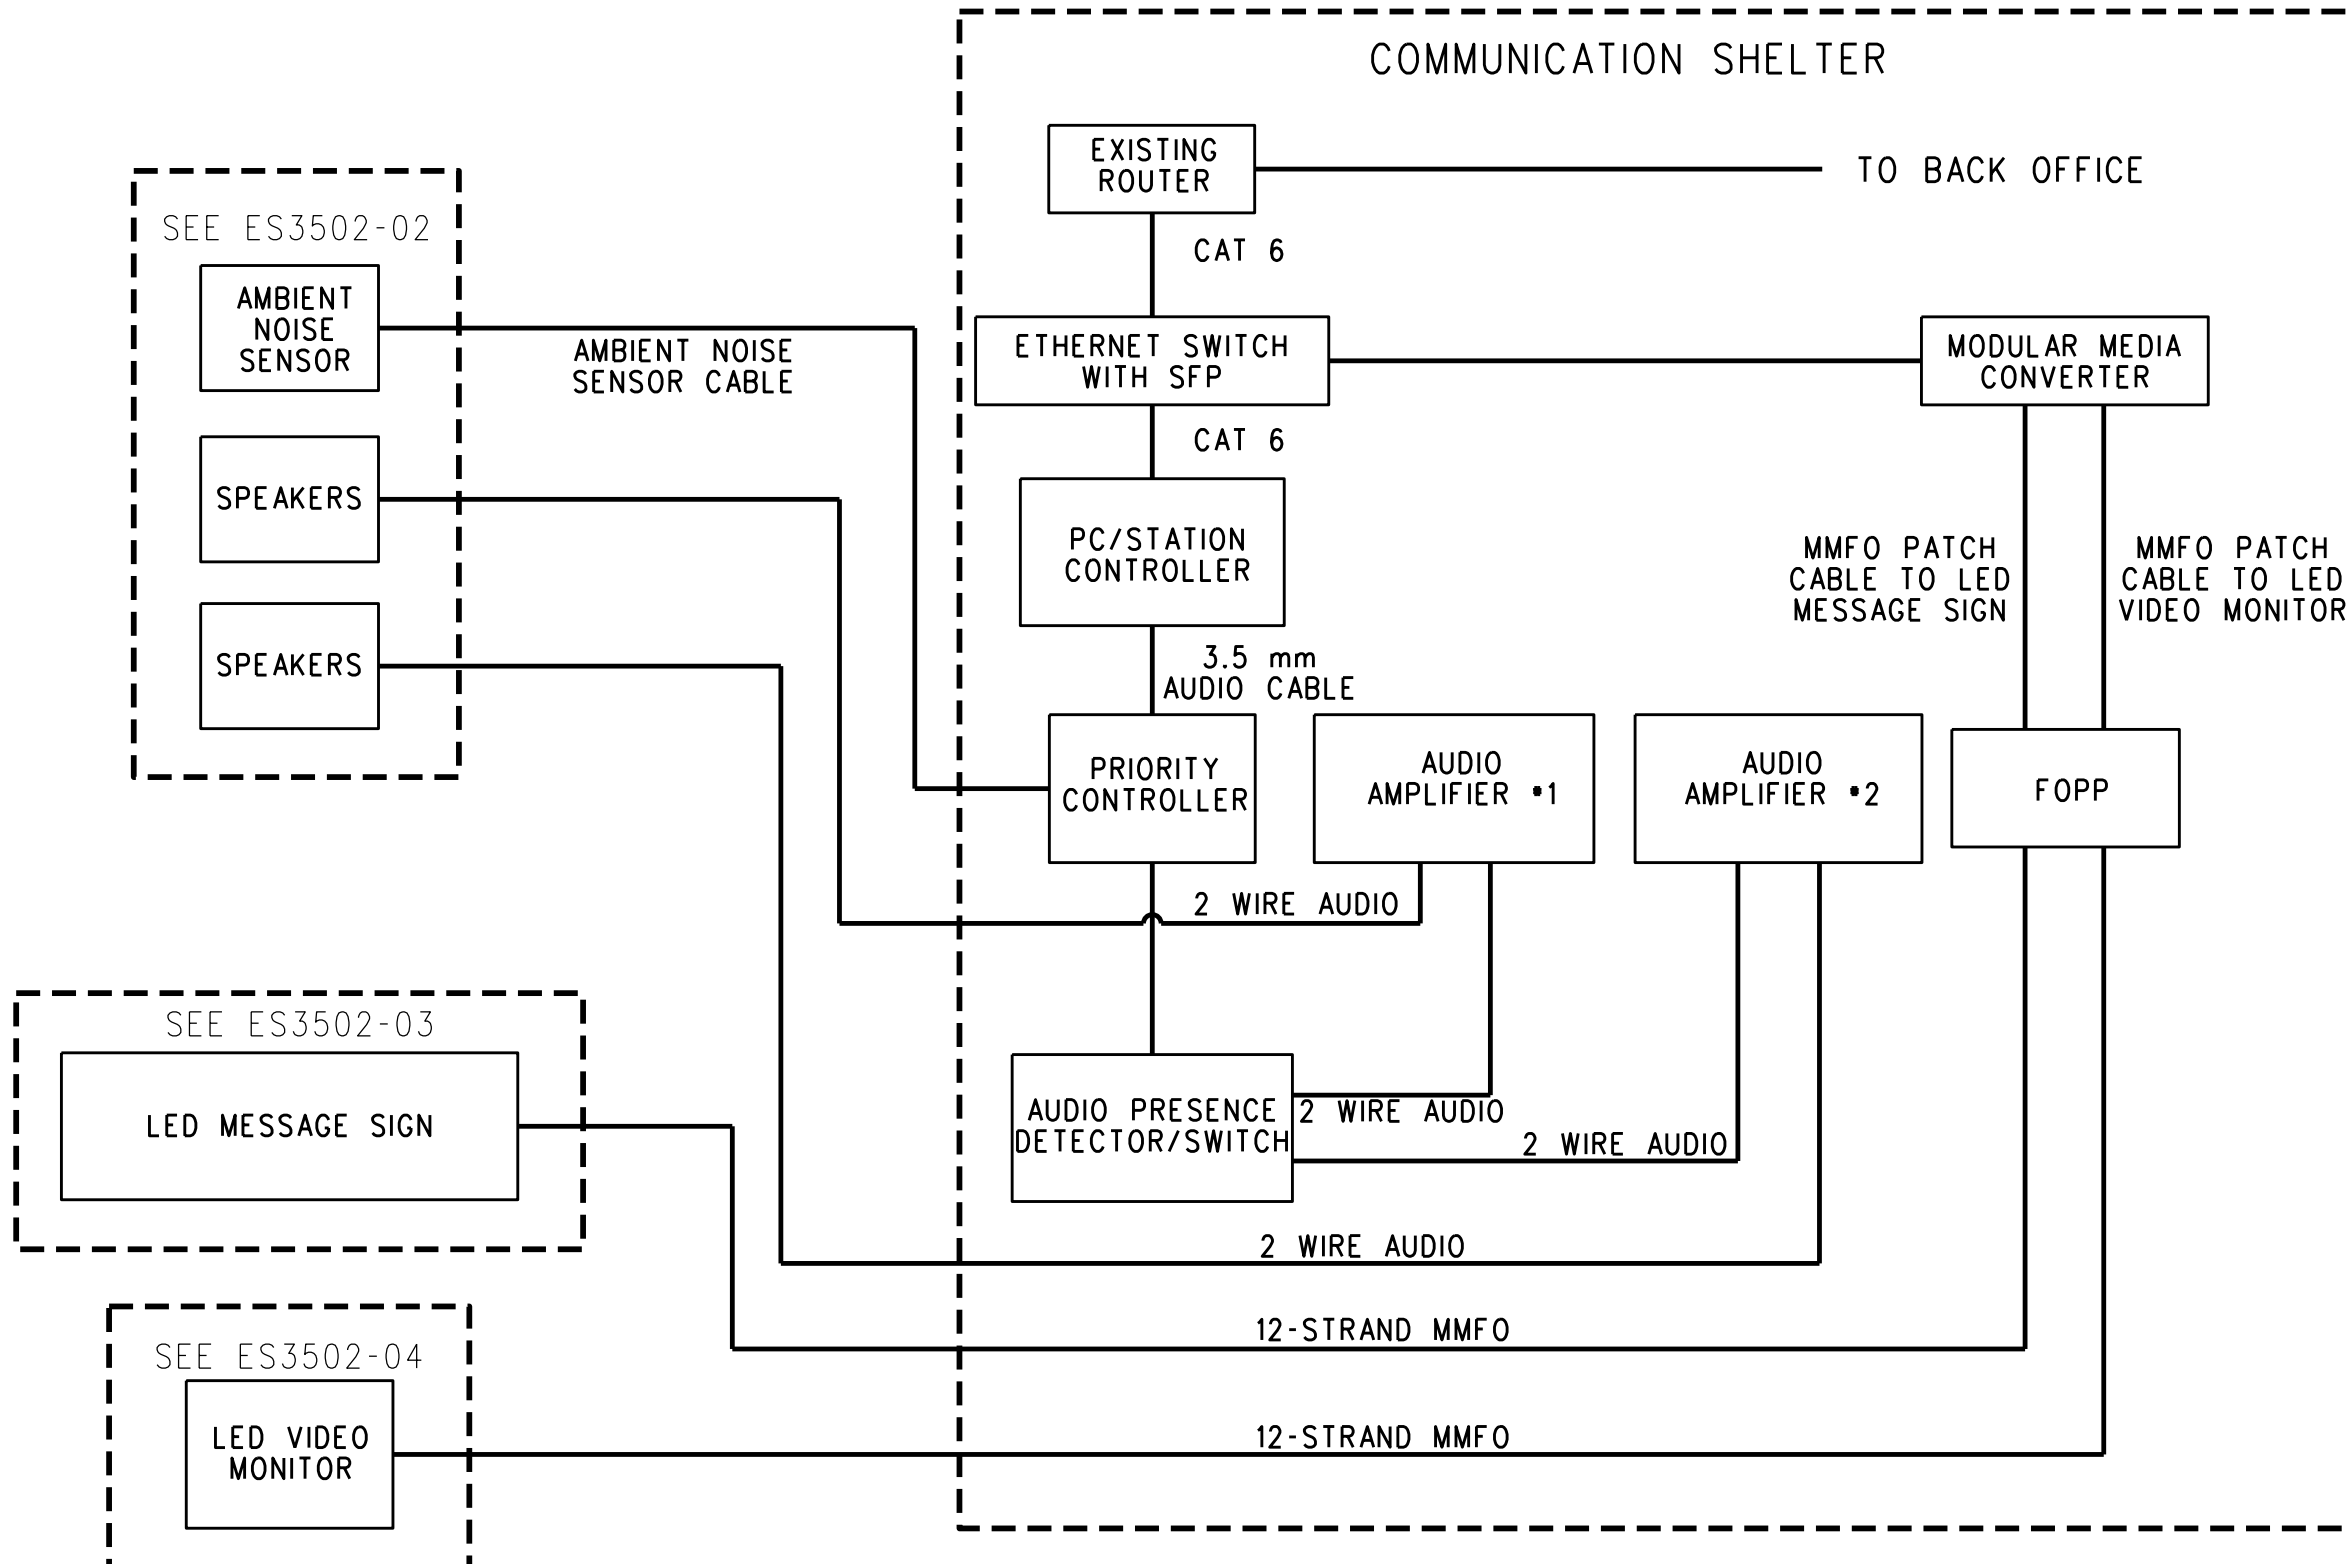 COMMUNICATION SHELTER
EXISTING
ROUTER
TO BACK OFFICE
SEE ES3502-02
CAT 6
AMBIENT
NOISE
SENSOR
AMBIENT NOISE
SENSOR CABLE
ETHERNET SWITCH
WITH SFP
MODULAR MEDIA
CONVERTER
CAT 6
SPEAKERS
PC/STATION
CONTROLLER
MMFO PATCH
CABLE TO LED
MESSAGE SIGN
MMFO PATCH
CABLE TO LED
VIDEO MONITOR
SPEAKERS
3.5 mm
AUDIO CABLE
PRIORITY
CONTROLLER
AUDIO
AMPLIFIER #1
AUDIO
AMPLIFIER #2
FOPP
2 WIRE AUDIO
SEE ES3502-03
LED MESSAGE SIGN
AUDIO PRESENCE
DETECTOR/SWITCH
2 WIRE AUDIO
2 WIRE AUDIO
2 WIRE AUDIO
12-STRAND MMFO
SEE ES3502-04
LED VIDEO
MONITOR
12-STRAND MMFO